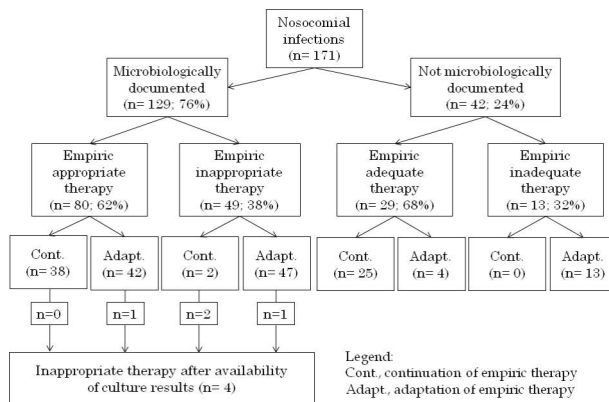 Nosocomial
infections
(n= 171)
Microbiologically
documented
(n= 129; 76%)
Not microbiologically
documented
(n= 42; 24%)
Empiric
appropriate
therapy
(n= 80; 62%)
Empiric
inappropriate
therapy
(n= 49; 38%)
Empiric
adequate
therapy
(n= 29; 68%)
Empiric
inadequate
therapy
(n= 13; 32%)
Cont.
(n= 38)
Adapt.
(n= 42)
Cont.
(n= 2)
Adapt.
(n= 47)
Cont.
(n= 25)
Adapt.
(n= 4)
Cont.
(n= 0)
Adapt.
(n= 13)
n=0
n=1
n=2
n=1
Inappropriate therapy after availability
of culture results (n= 4)
Legend:
Cont., continuation of empiric therapy
Adapt., adaptation of empiric therapy